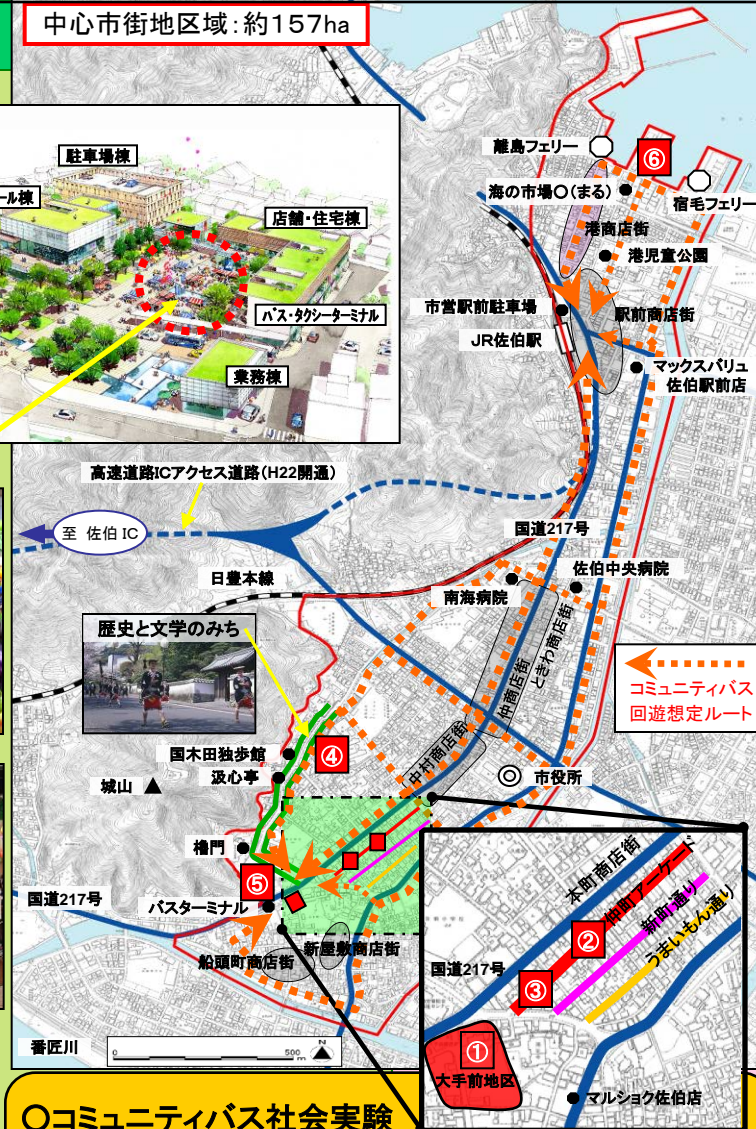 中心市街地区域：約157ha
駐車場棟
ール棟
店舗・住宅棟
バス・タクシーターミナル
業務棟
離島フェリー
⑥
海の市場○(まる)
宿毛フェリー
港商店街
港児童公園
市営駅前駐車場
駅前商店街
JR佐伯駅
マックスバリュ
佐伯駅前店
高速道路ICアクセス道路(H22開通)
至 佐伯 IC
国道217号
日豊本線
佐伯中央病院
南海病院
歴史と文学のみち
仲商店街
ときわ商店街
コミュニティバス
回遊想定ルート
国木田独歩館
④
汲心亭
中村商店街
市役所
城山
櫓門
⑤
国道217号
バスターミナル
新屋敷商店街
船頭町商店街
本町商店街
仲町アーケード
新町通り
うまいもん通り
②
国道217号
③
①
大手前地区
マルショク佐伯店
番匠川
0 500 m
N
○コミュニティバス社会実験